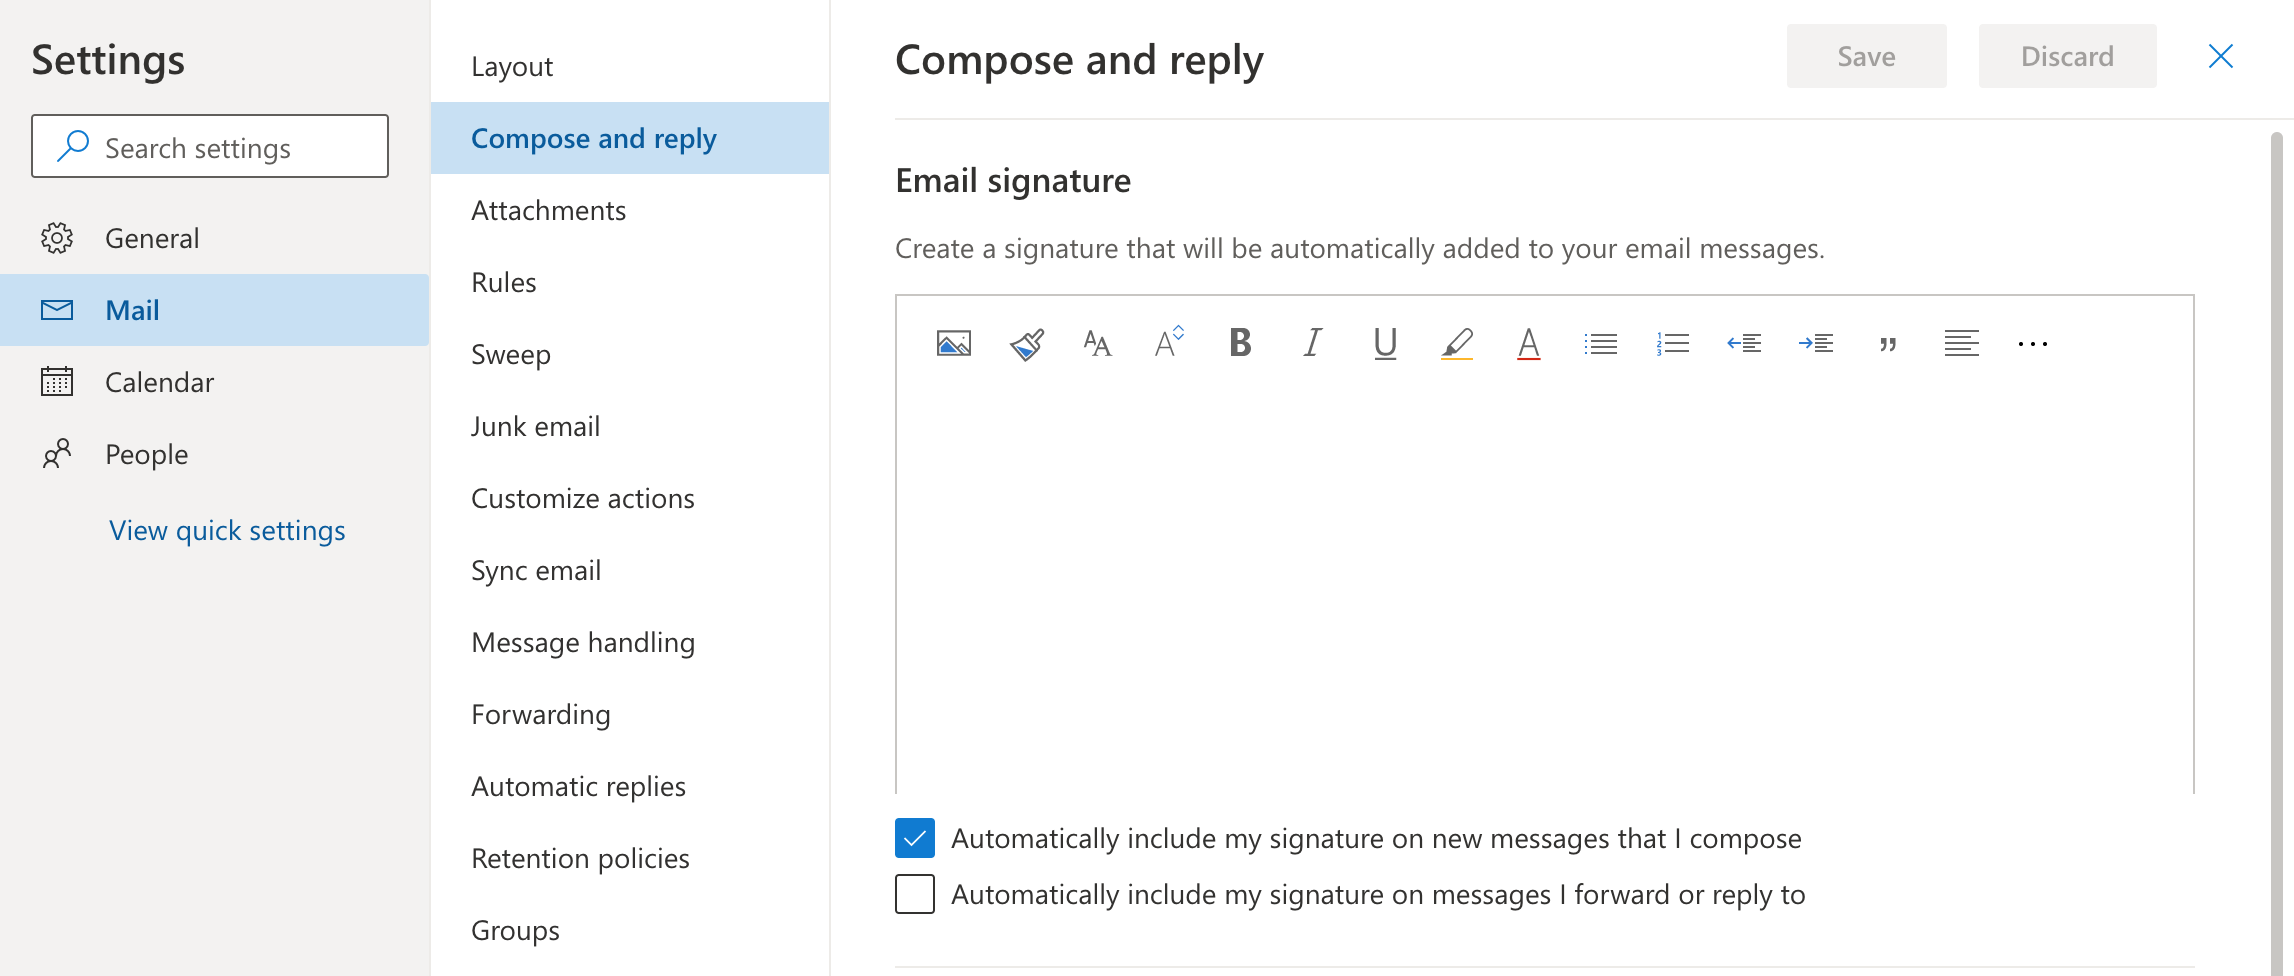 Settings
Search settings
General
Mail
Calendar
People
View quick settings
Layout
Compose and reply
Attachments
Rules
Sweep
Junk email
Customize actions
Sync email
Message handling
Forwarding
Automatic replies
Retention policies
Groups
Compose and reply
Save
Discard
Email signature
Create a signature that will be automatically added to your email messages.
Automatically include my signature on new messages that I compose
Automatically include my signature on messages I forward or reply to